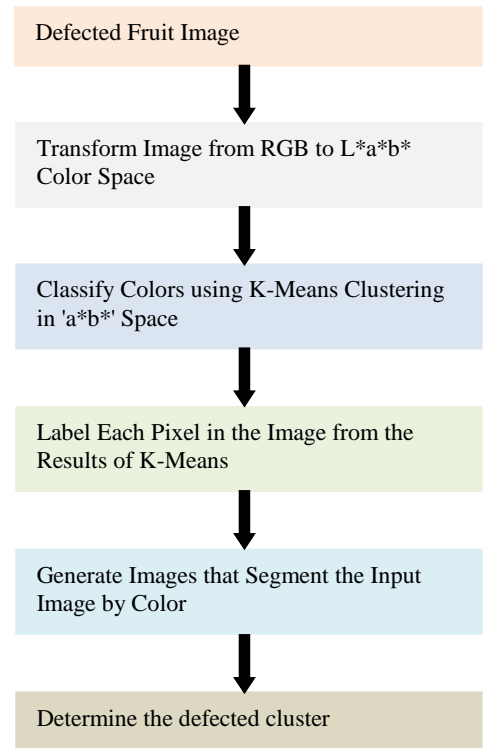 Defected Fruit Image
Transform Image from RGB to L*a*b*
Color Space
Classify Colors using K-Means Clustering
in 'a*b*' Space
Label Each Pixel in the Image from the
Results of K-Means
Generate Images that Segment the Input
Image by Color
Determine the defected cluster